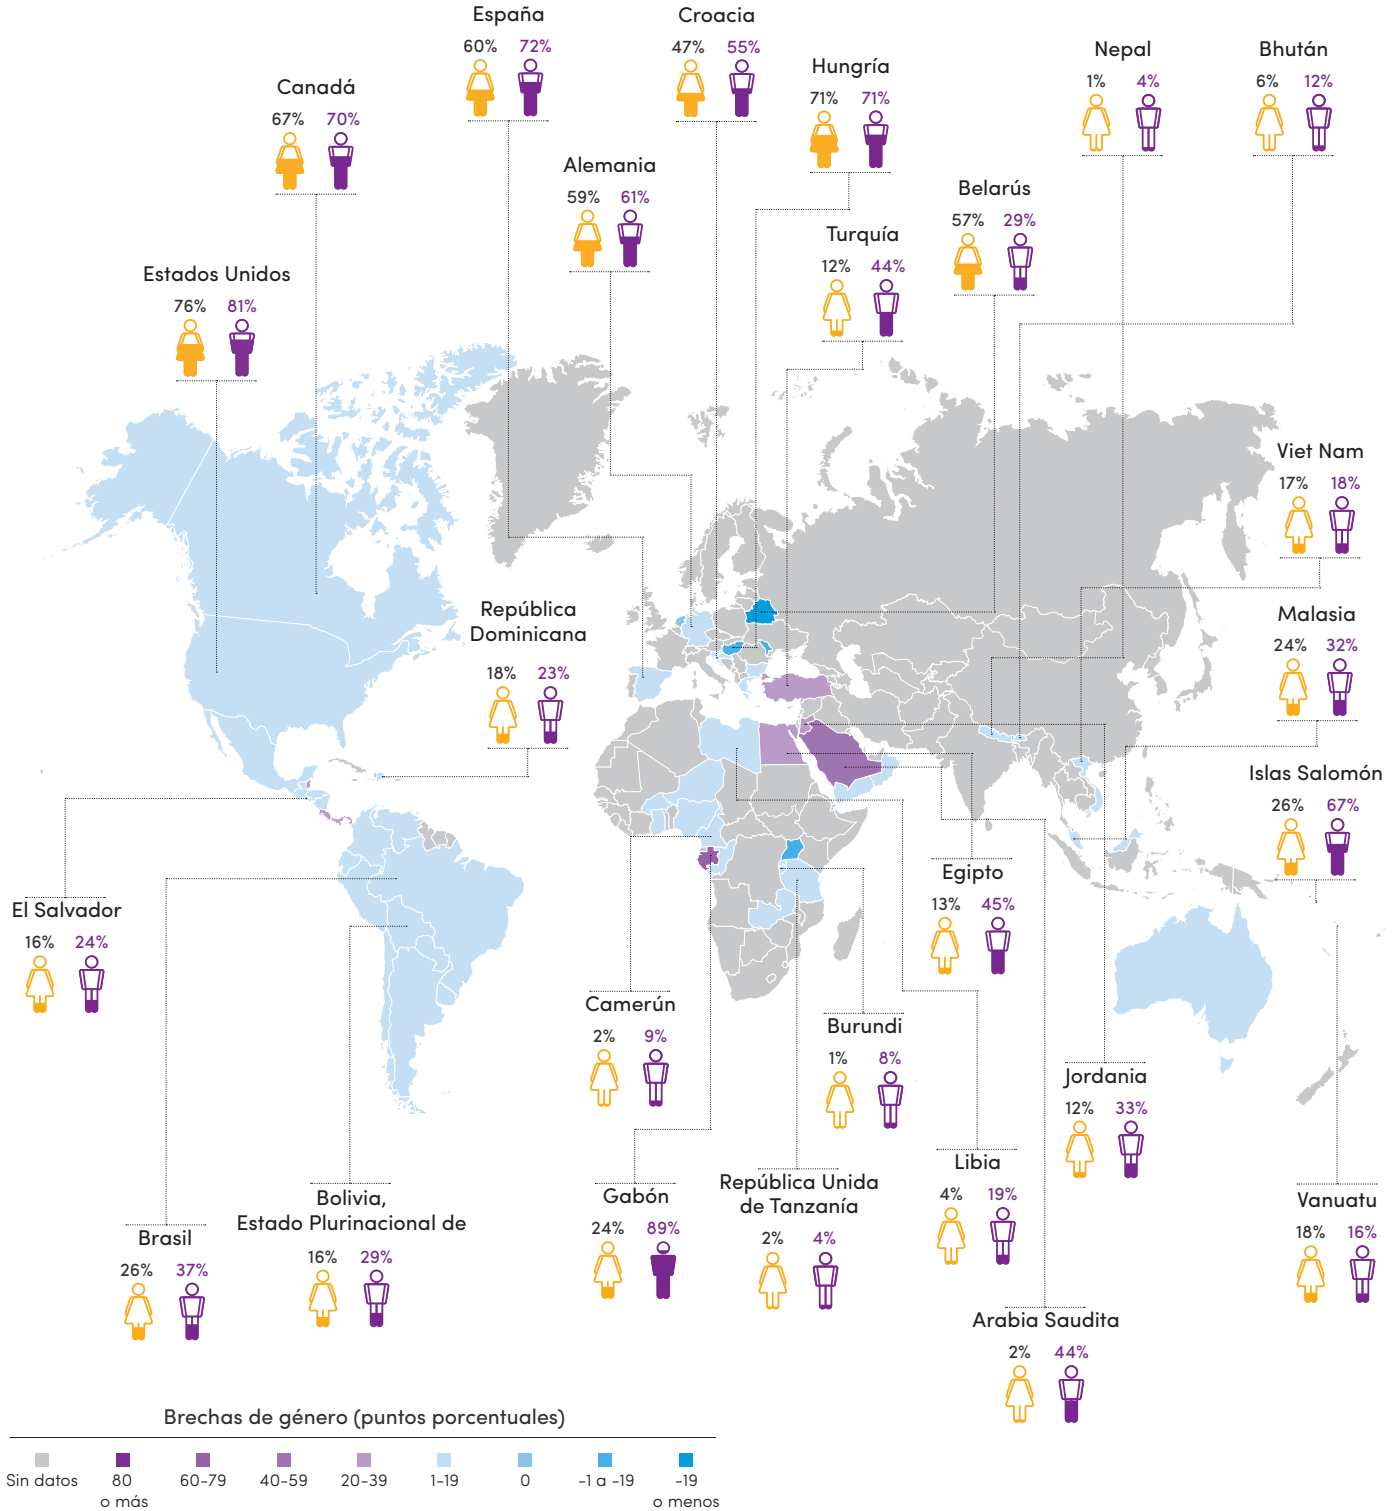 España
60% 72%
Croacia
47% 55%
Hungría
71% 71%
Nepal
1% 4%
Bhután
6% 12%
Canadá
67% 70%
Alemania
59% 61%
Belarús
57% 29%
Turquía
12% 44%
Estados Unidos
76% 81%
Viet Nam
17% 18%
República
Dominicana
18% 23%
Malasia
24% 32%
Islas Salomón
26% 67%
El Salvador
16% 24%
Egipto
13% 45%
Camerún
2% 9%
Burundi
1% 8%
Jordania
12% 33%
Libia
4% 19%
Bolivia,
Estado Plurinacional de
16% 29%
Gabón
24% 89%
República Unida
de Tanzanía
2% 4%
Vanuatu
18% 16%
Brasil
26% 37%
Arabia Saudita
2% 44%
Brechas de género (puntos porcentuales)
Sin datos
80
o más
60-79
40-59
20-39
1-19
0
-1 a -19
-19
o menos